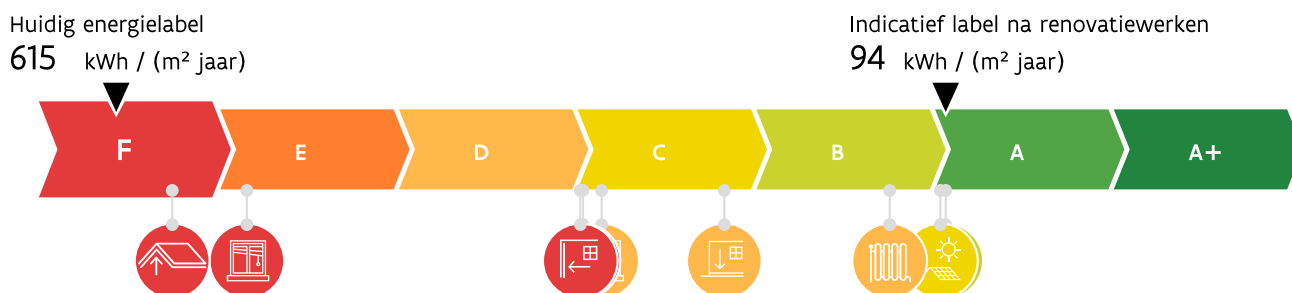 Huidig energielabel
615 kWh / (m² jaar)
Indicatief label na renovatiewerken
94 kWh / (m² jaar)
F E D C B A A+